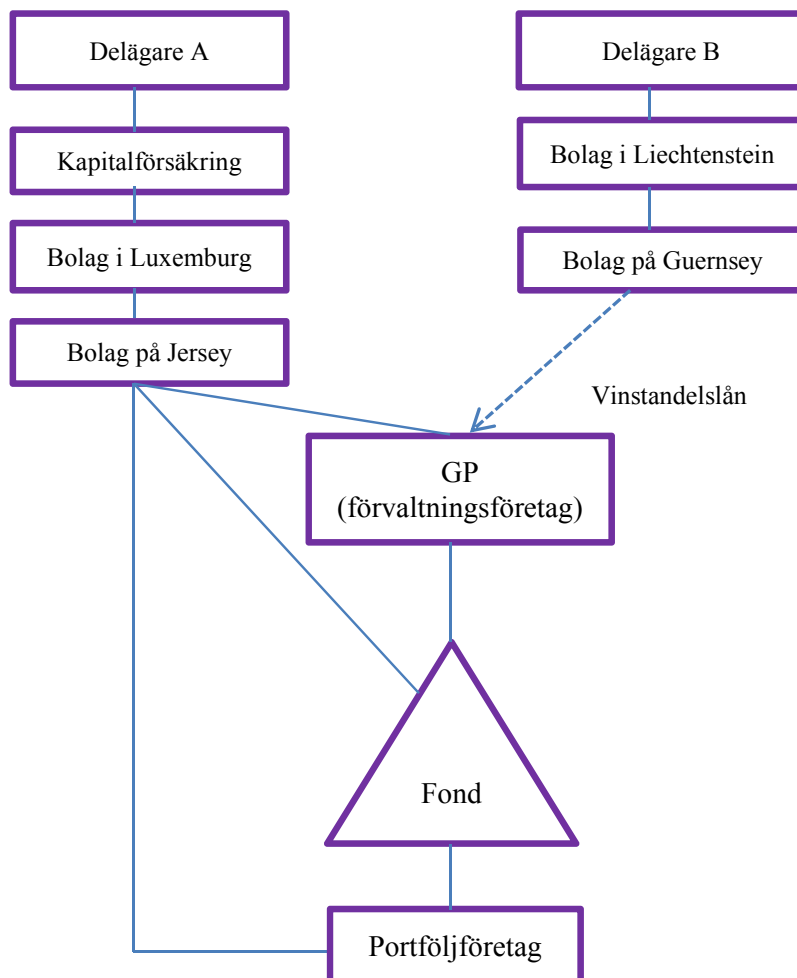 Delägare A
Delägare B
Kapitalförsäkring
Bolag i Liechtenstein
Bolag i Luxemburg
Bolag på Guernsey
Bolag på Jersey
Vinstandelslån
GP
(förvaltningsföretag)
Fond
Portföljföretag